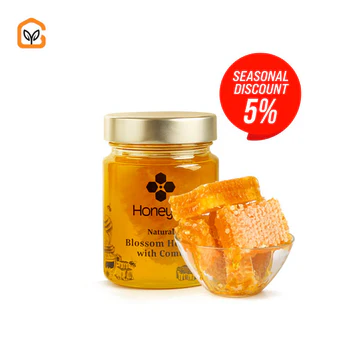 SEASONAL
DISCOUNT
5%
Honey
Natural
Blossom H
with Com